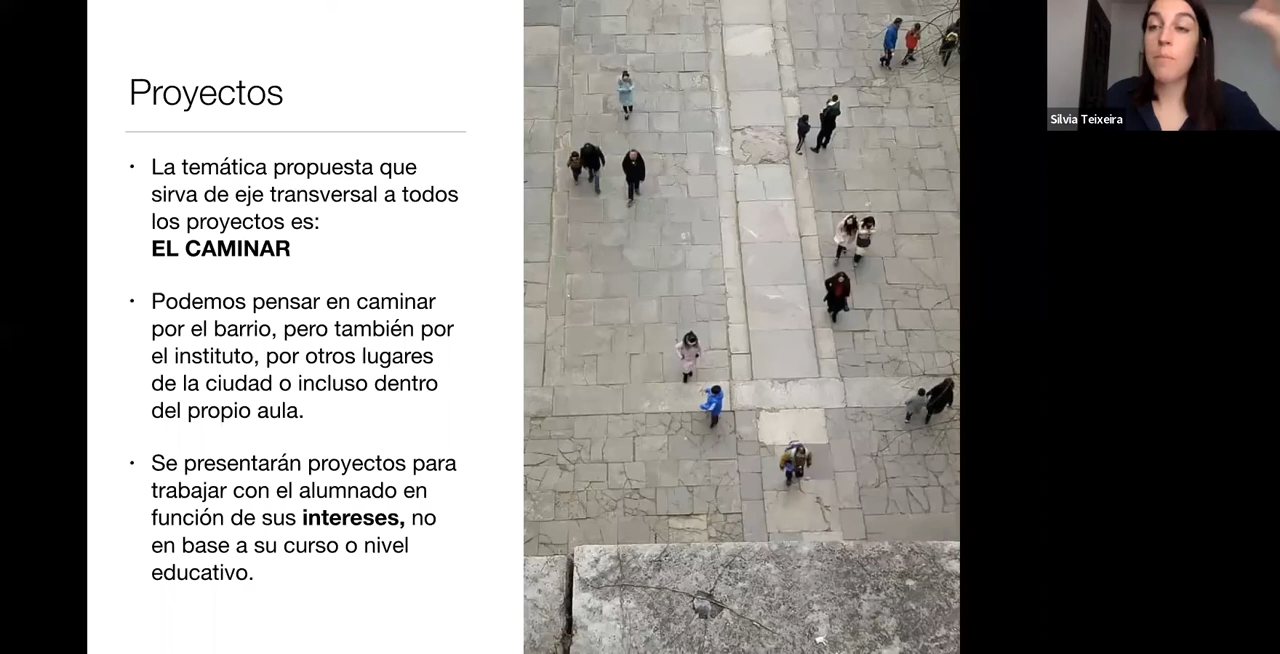 Proyectos
• La temática propuesta que
sirva de eje transversal a todos
los proyectos es:
EL CAMINAR
• Podemos pensar en caminar
por el barrio, pero también por
el instituto, por otros lugares
de la ciudad o incluso dentro
del propio aula.
• Se presentarán proyectos para
trabajar con el alumnado en
función de sus intereses, no
en base a su curso o nivel
educativo.
Silvia Teixeira